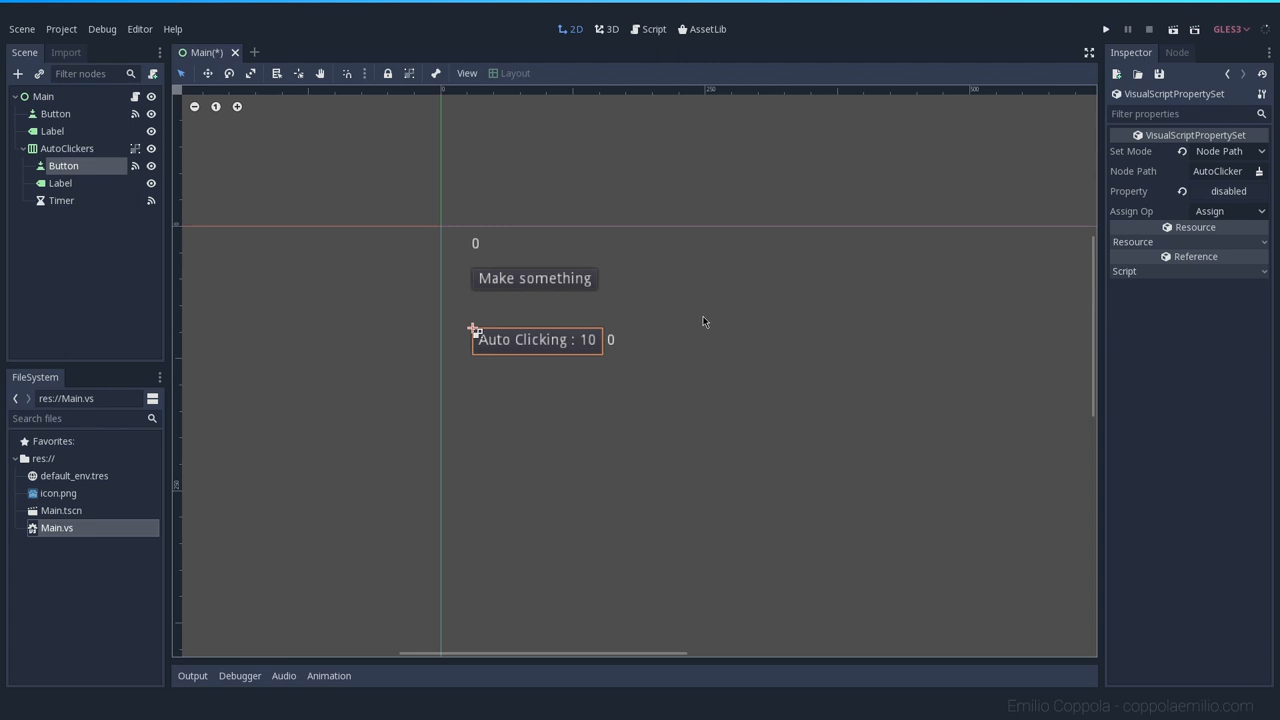 Scene Project Debug Editor Help
2D 3D Script AssetLib
GLES3
Scene Import
Main(*)
Inspector Node
Filter nodes
View Layout
Main
Button
Label
AutoClickers
Button
Label
Timer
0 250 500
0
250
0
Make something
Auto Clicking : 10 0
VisualScriptPropertySet
Filter properties
VisualScriptPropertySet
Set Mode Node Path
Node Path AutoClicker
Property disabled
Assign Op Assign
Resource
Resource
Reference
Script
FileSystem
res://Main.vs
Search files
Favorites:
res://
default_env.tres
icon.png
Main.tscn
Main.vs
Output Debugger Audio Animation
Emilio Coppola - coppolaemilio.com